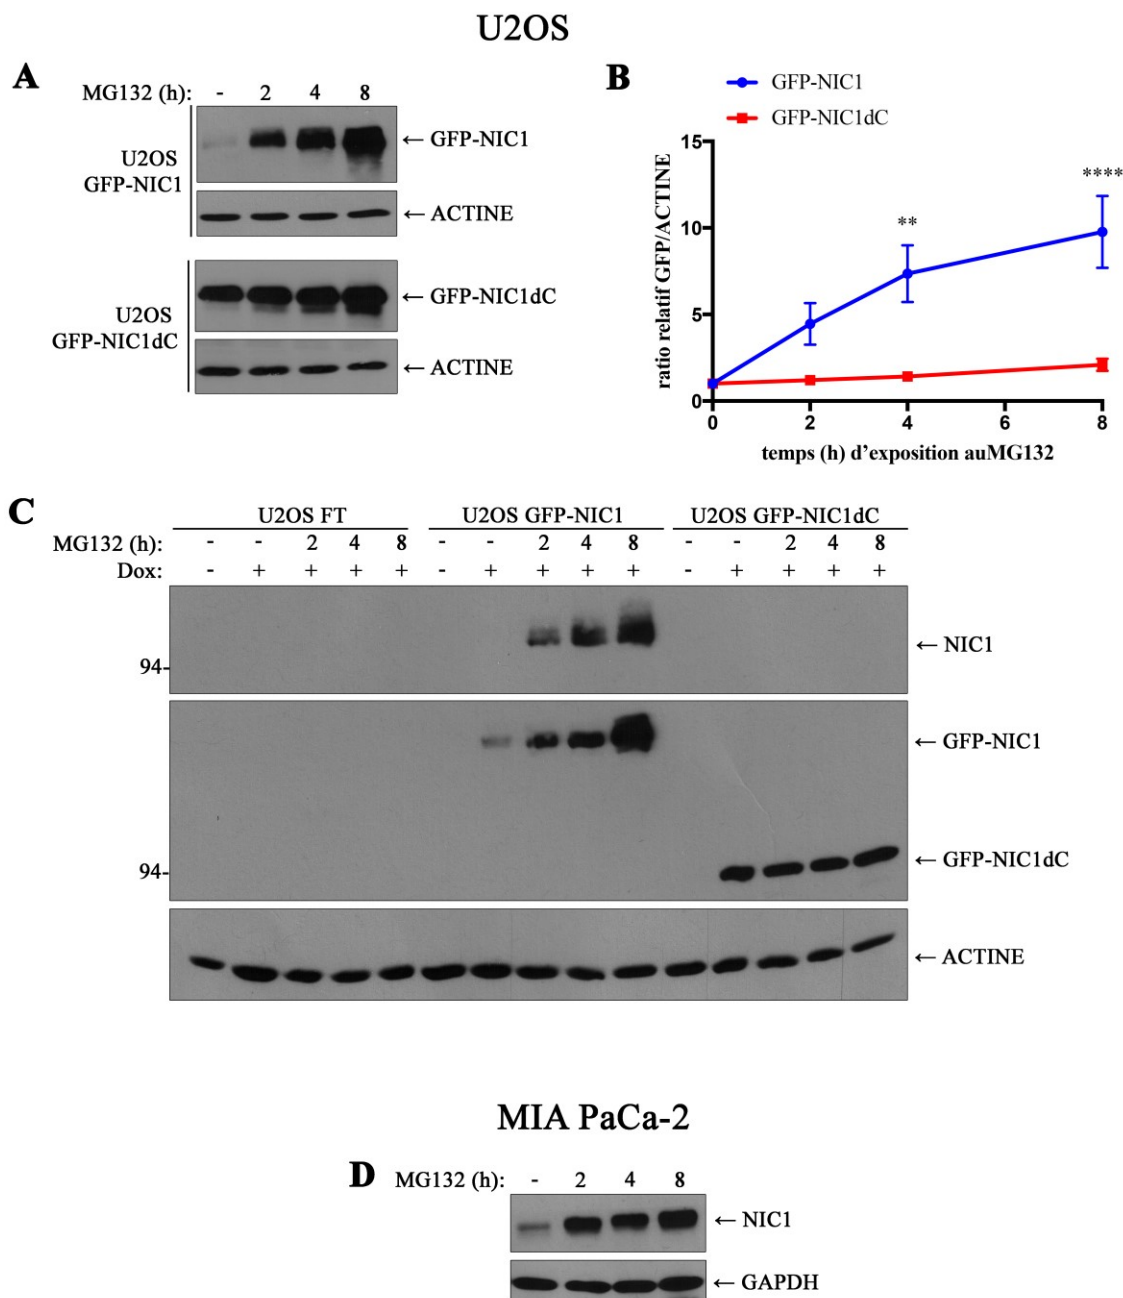 U2OS
A
MG132 (h): - 2 4 8
U2OS
GFP-NIC1
← GFP-NIC1
← ACTINE
U2OS
GFP-NIC1dC
← GFP-NIC1dC
← ACTINE
B
GFP-NIC1
GFP-NIC1dC
ratio relatif GFP/ACTINE
15
10
5
0
**
****
0 2 4 6 8
temps (h) d'exposition auMG132
C
U2OS FT U2OS GFP-NIC1 U2OS GFP-NIC1dC
MG132 (h): - - 2 4 8 - - 2 4 8 - - 2 4 8
Dox: - + + + + - + + + + - + + + +
← NIC1
94-
← GFP-NIC1
← GFP-NIC1dC
94-
← ACTINE
MIA PaCa-2
D
MG132 (h): - 2 4 8
← NIC1
← GAPDH